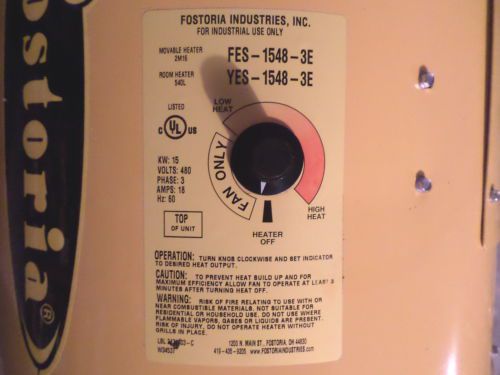 Fostoria®
FOSTORIA INDUSTRIES, INC.
FOR INDUSTRIAL USE ONLY
MOVABLE HEATER
2M16
FES-1548-3E
ROOM HEATER
540L
YES-1548-3E
LISTED
C UL US
LOW
HEAT
FAN ONLY
HIGH
HEAT
HEATER
OFF
KW: 15
VOLTS: 480
PHASE: 3
AMPS: 18
Hz: 60
TOP
OF UNIT
OPERATION: TURN KNOB CLOCKWISE AND SET INDICATOR
TO DESIRED HEAT OUTPUT.
CAUTION: TO PREVENT HEAT BUILD UP AND FOR
MAXIMUM EFFICIENCY ALLOW FAN TO OPERATE AT LEAST 3
MINUTES AFTER TURNING HEAT OFF.
WARNING: RISK OF FIRE RELATING TO USE WITH OR
NEAR COMBUSTIBLE MATERIALS. NOT SUITABLE FOR
RESIDENTIAL OR HOUSEHOLD USE. DO NOT USE WHERE
FLAMMABLE VAPORS, GASES OR LIQUIDS ARE PRESENT.
RISK OF INJURY. DO NOT OPERATE HEATER WITHOUT
GRILLS IN PLACE.
LBL
1200 N. MAIN ST., FOSTORIA, OH 44830
419-435-9205 WWW.FOSTORIAINDUSTRIES.COM